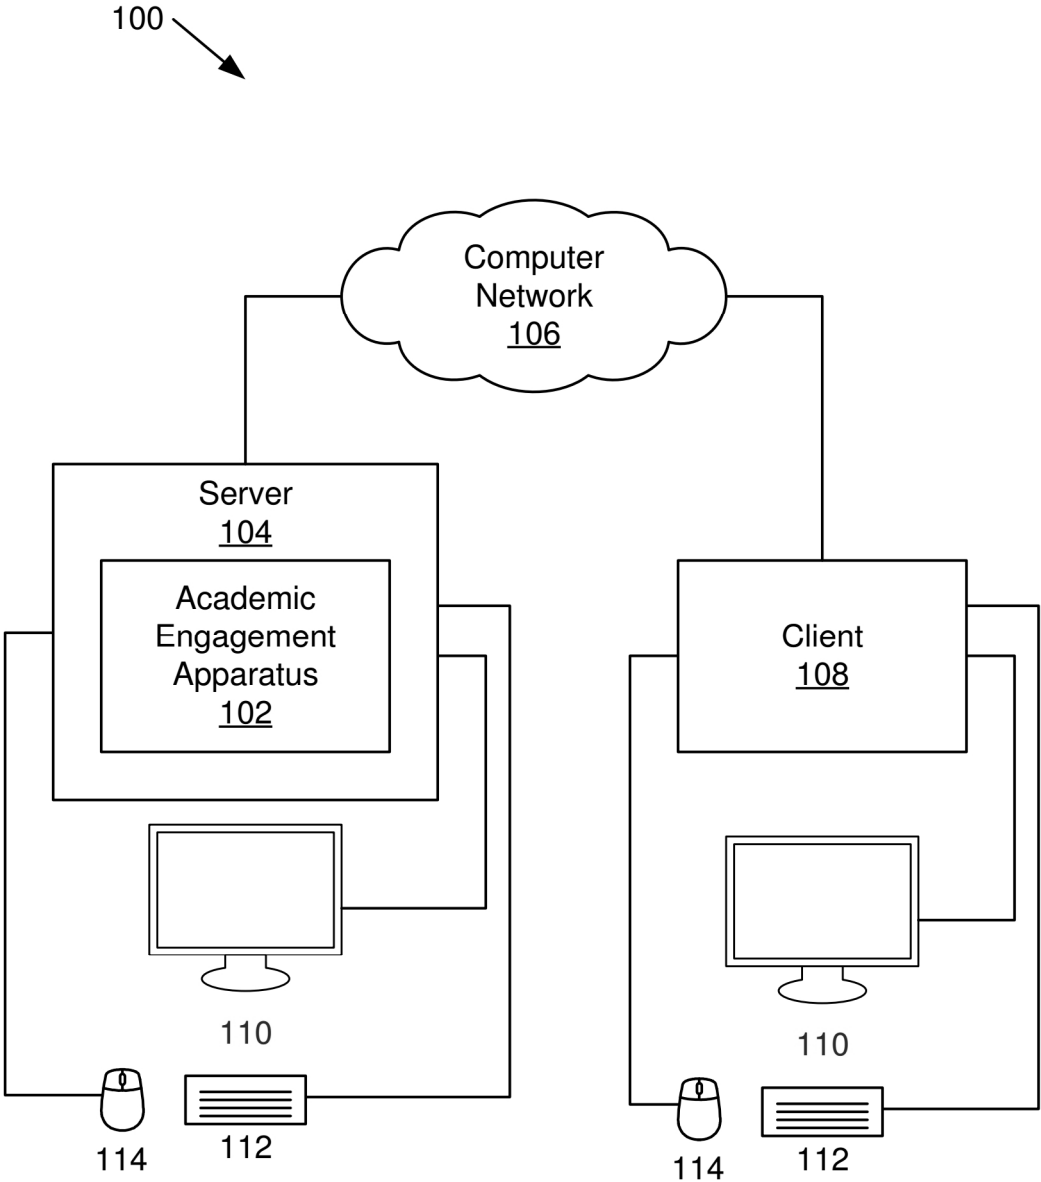 100
Computer
Network
106
Server
104
Academic
Engagement
Apparatus
102
Client
108
110
110
114
112
114
112